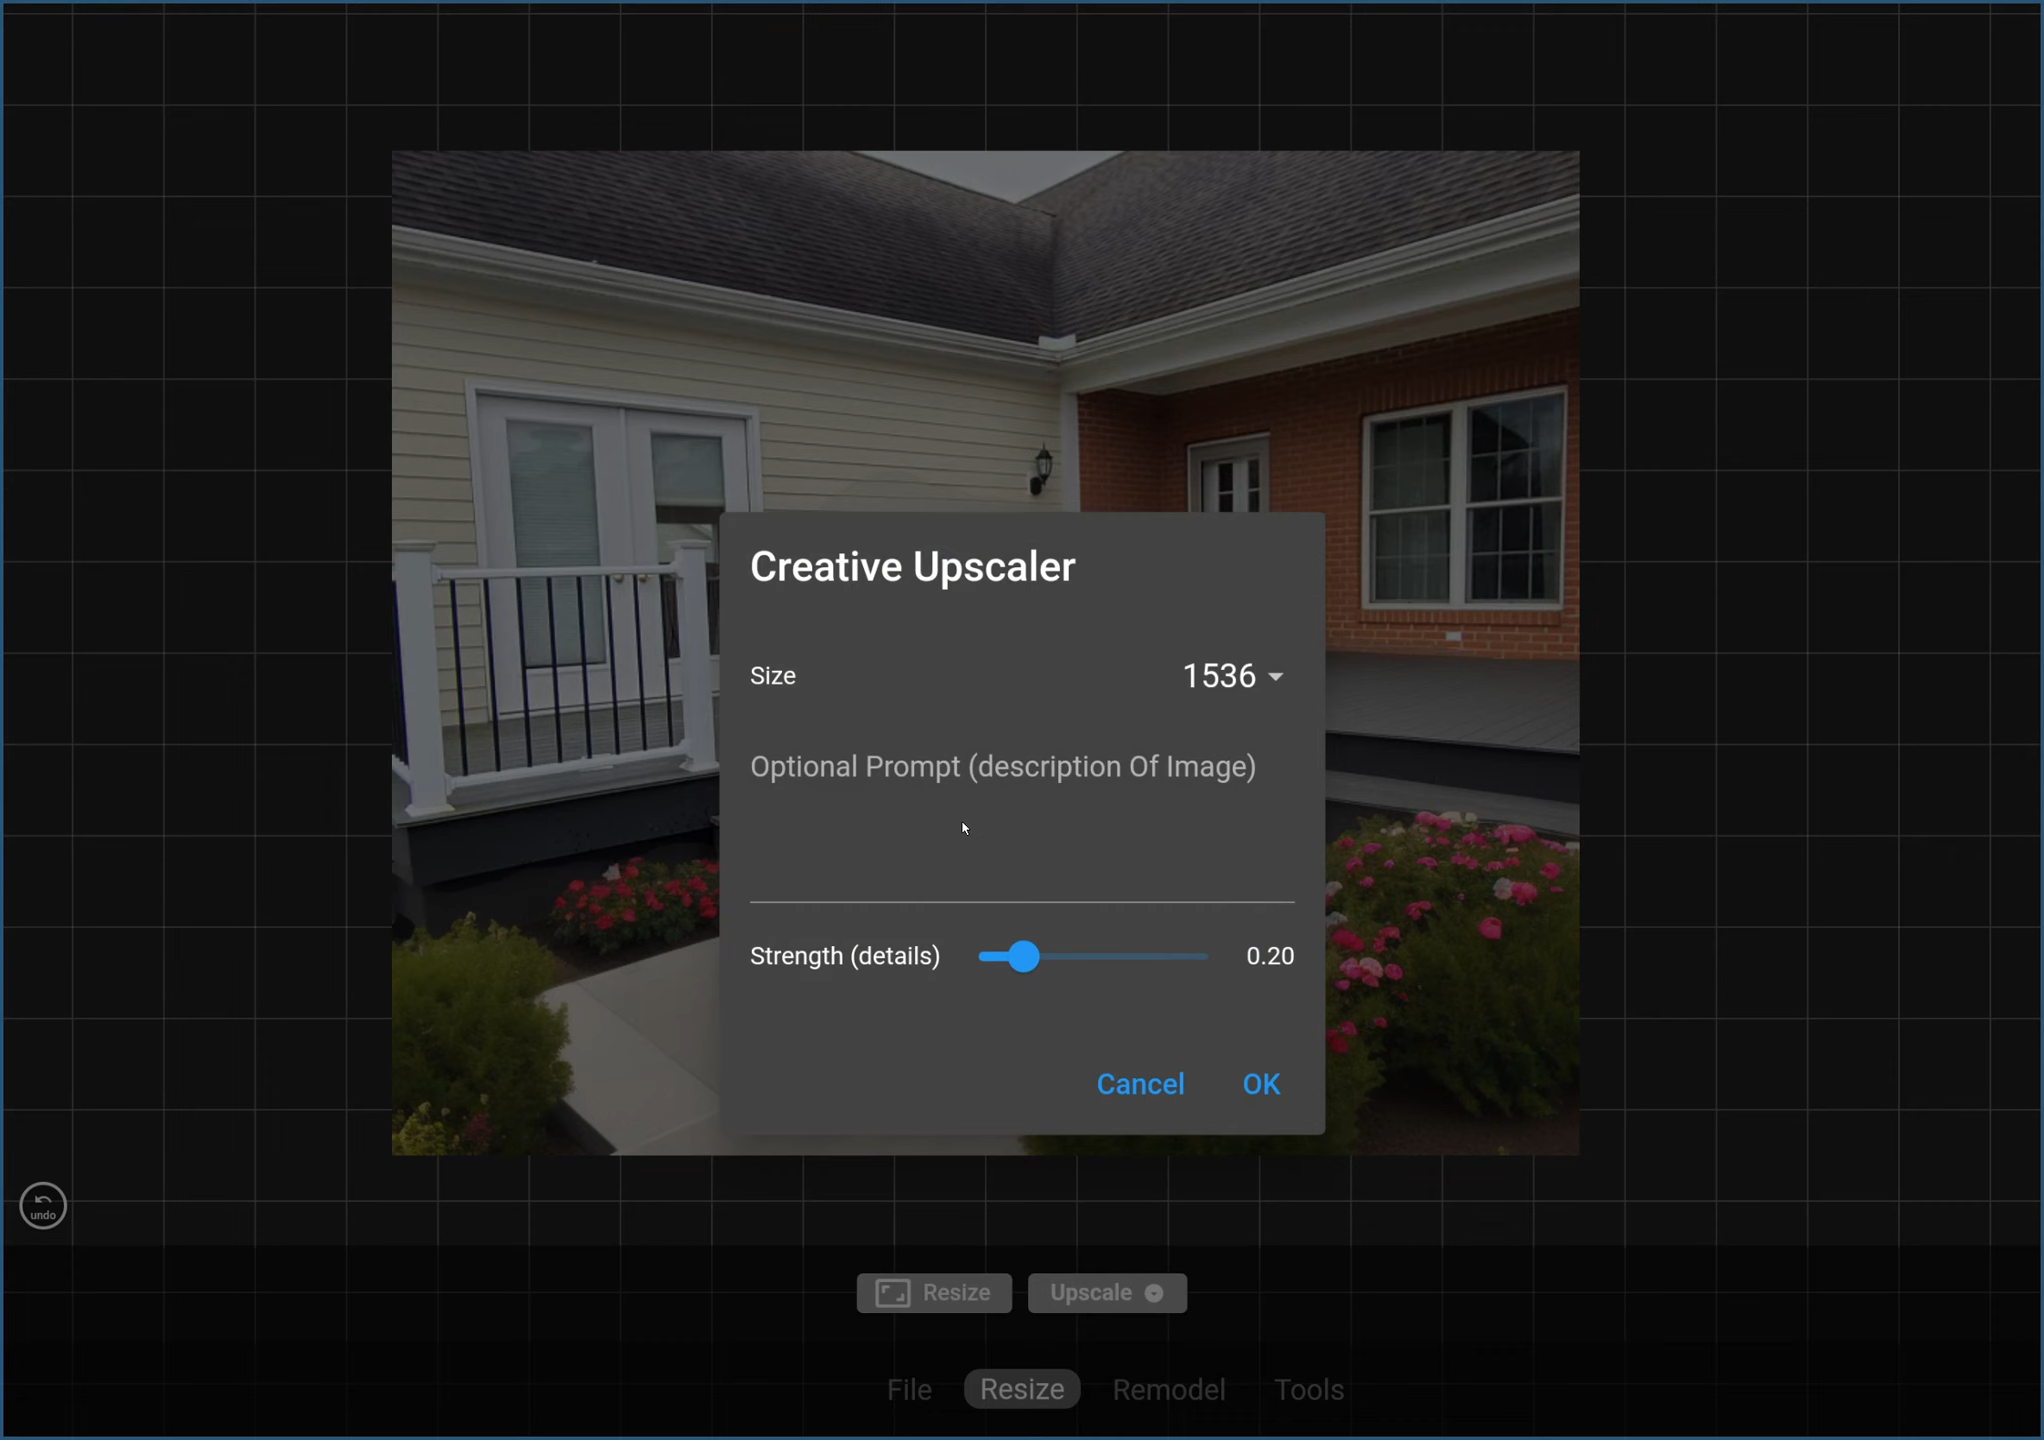 Creative Upscaler
Size
1536
Optional Prompt (description Of Image)
Strength (details)
0.20
Cancel
OK
undo
Resize
Upscale
File
Resize
Remodel
Tools